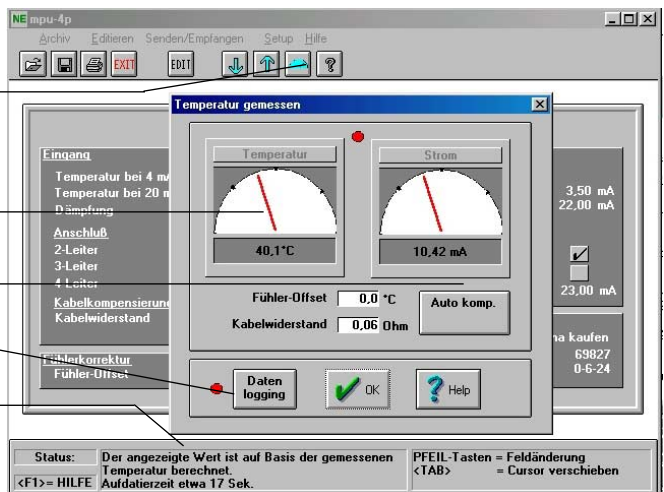 NE mpu-4p
Archiv Editieren Senden/Empfangen Setup Hilfe
EXIT EDIT ?
Temperatur gemessen
Eingang
Temperatur bei 4 m
Temperatur bei 20 m
Dämpfung
Anschluß
2-Leiter
3-Leiter
4-Leiter
Kabelkompensierung
Kabelwiderstand
Fühlerkorrektur
Fühler-Offset
Temperatur
40,1°C
Strom
10,42 mA
Fühler-Offset 0,0 °C
Kabelwiderstand 0,06 Ohm
Auto komp.
Daten
logging
OK
? Help
3,50 mA
22,00 mA
23,00 mA
na kaufen
69827
0-6-24
Status:
<F1>= HILFE
Der angezeigte Wert ist auf Basis der gemessenen
Temperatur berechnet.
Aufdatierzeit etwa 17 Sek.
PFEIL-Tasten = Feldänderung
<TAB> = Cursor verschieben